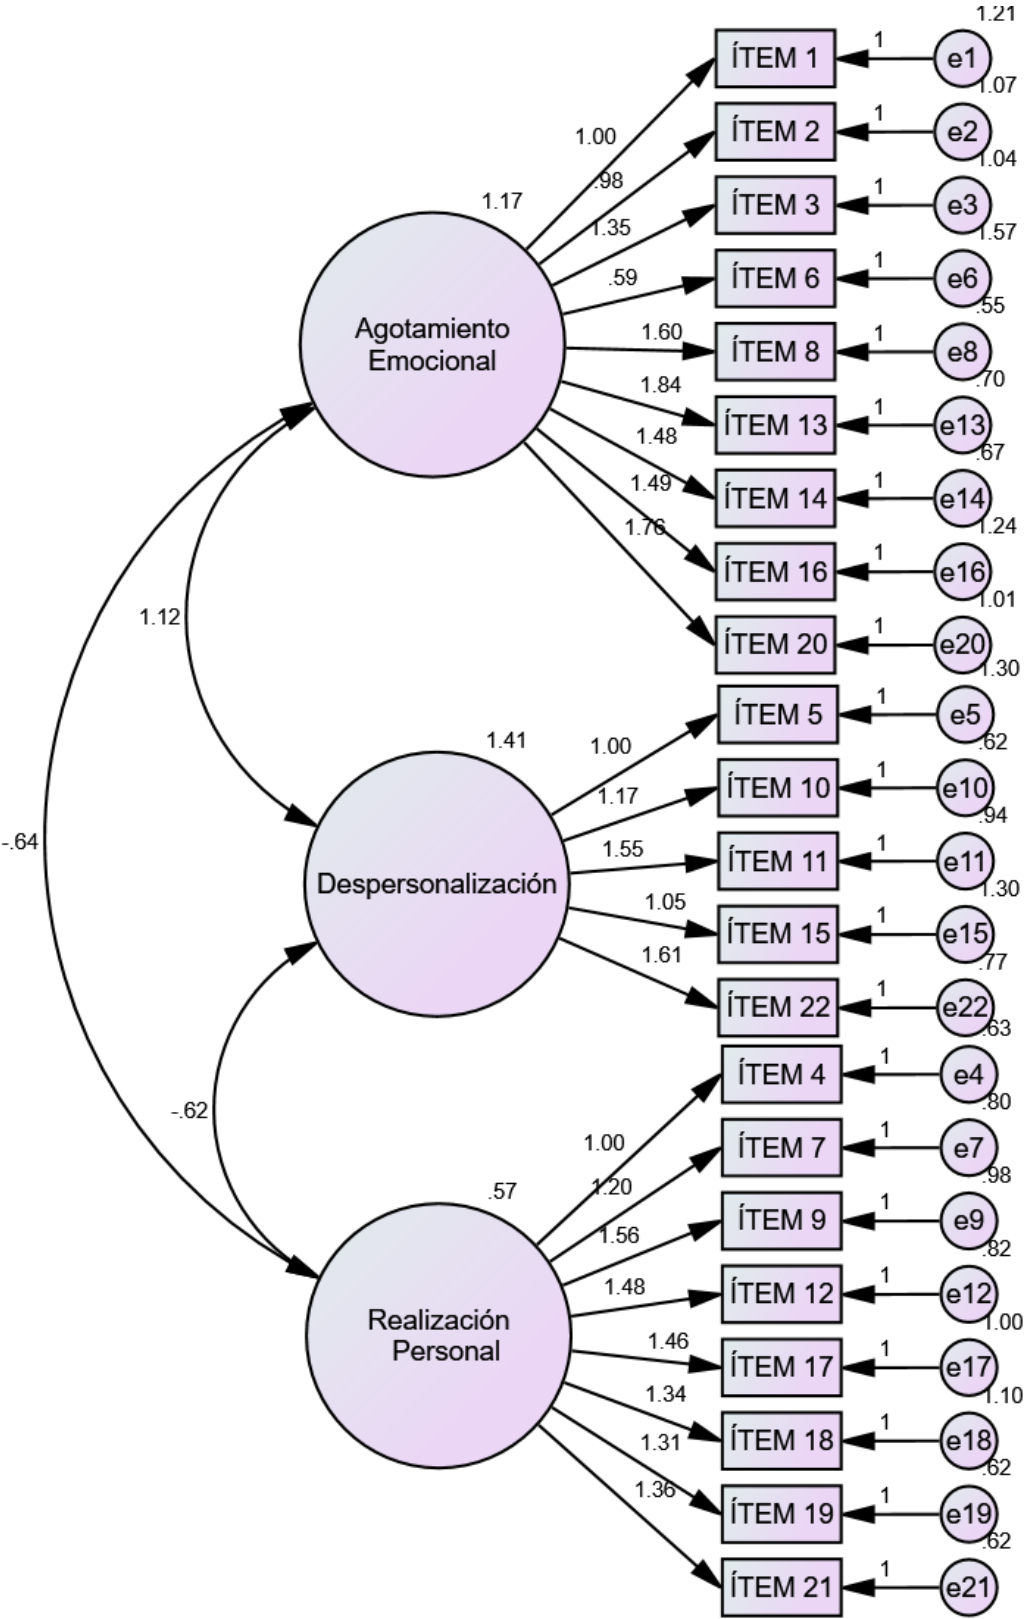 1.21
ÍTEM 1
1
e1
1.00
1.07
ÍTEM 2
1
e2
.98
1.04
ÍTEM 3
1
e3
1.17
1.35
1.57
ÍTEM 6
1
e6
.59
.55
ÍTEM 8
1
e8
1.60
Agotamiento
Emocional
.70
ÍTEM 13
1
e13
1.84
.67
ÍTEM 14
1
e14
1.48
1.24
ÍTEM 16
1
e16
1.49
1.01
ÍTEM 20
1
e20
1.76
1.12
1.30
ÍTEM 5
1
e5
1.41
1.00
.62
ÍTEM 10
1
e10
1.17
.94
ÍTEM 11
1
e11
1.55
-.64
Despersonalización
1.30
ÍTEM 15
1
e15
1.05
.77
ÍTEM 22
1
e22
1.61
.63
ÍTEM 4
1
e4
1.00
-.62
.80
ÍTEM 7
1
e7
1.20
.57
.98
ÍTEM 9
1
e9
1.56
.82
ÍTEM 12
1
e12
1.48
Realización
Personal
1.00
ÍTEM 17
1
e17
1.46
1.10
ÍTEM 18
1
e18
1.34
.62
ÍTEM 19
1
e19
1.31
.62
ÍTEM 21
1
e21
1.36